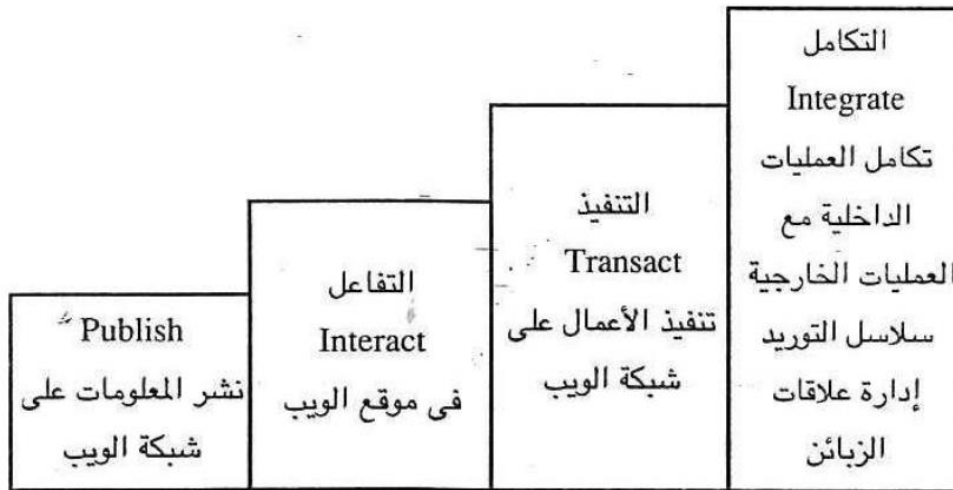 Publish
نشر المعلومات على
شبكة الويب
التفاعل
Interact
فى موقع الويب
التنفيذ
Transact
تنفيذ الأعمال على
شبكة الويب
التكامل
Integrate
تكامل العمليات
الداخلية مع
العمليات الخارجية
سلاسل التوريد
إدارة علاقات
الزبائن